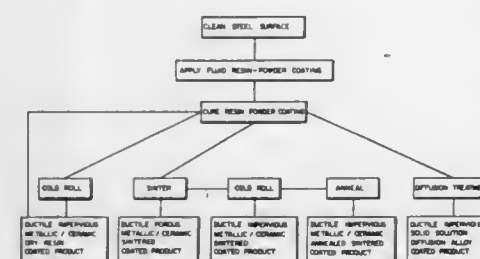 CLEAN STEEL SURFACE
APPLY FLUID RESIN-POWDER COATING
CURE RESIN POWDER COATING
COLD ROLL
SINTER
COLD ROLL
ANNEAL
DIFFUSION TREATME
DUCTILE IMPERVIOUS
METALLIC / CERAMIC
DRY RESIN
COATED PRODUCT
DUCTILE POROUS
METALLIC / CERAMIC
SINTERED
COATED PRODUCT
DUCTILE IMPERVIOUS
METALLIC / CERAMIC
SINTERED
COATED PRODUCT
DUCTILE IMPERVIOUS
METALLIC / CERAMIC
ANNEALED SINTERED
COATED PRODUCT
DUCTILE IMPERVIOU
SOLID SOLUTION
DIFFUSION ALLOY
COATED PRODUCT